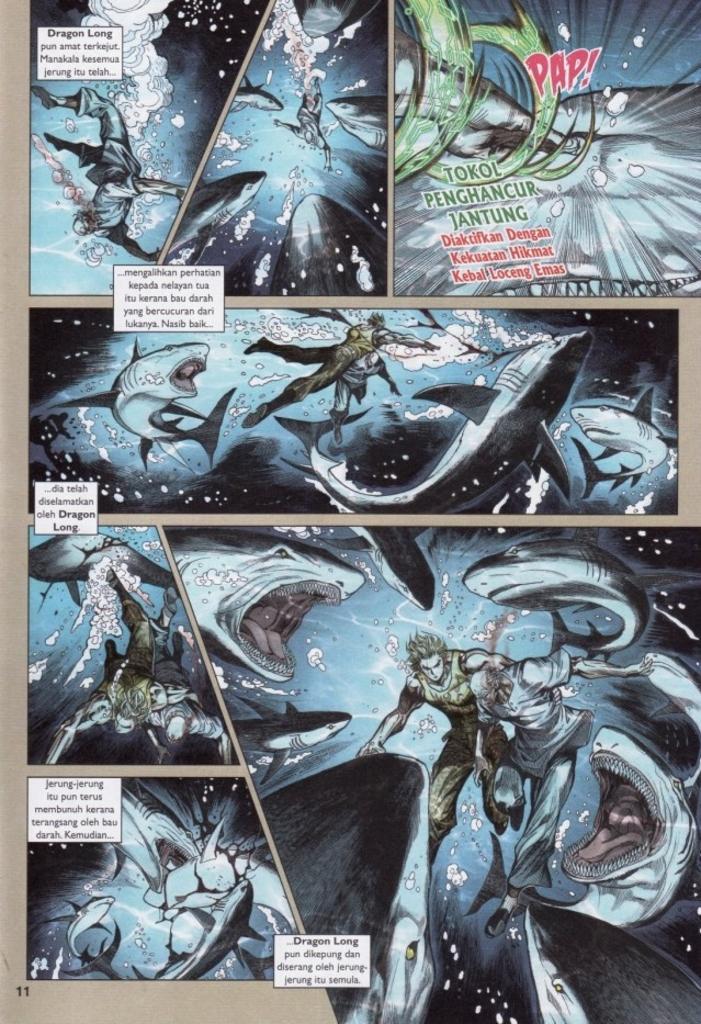 Dragon Long
pun amat terkejut.
Manakala kesemua
jerung itu telah...
PAP!
TOKOL
PENGHANCUR
JANTUNG
Diaktifkan Dengan
Kekuatan Hikmat
Kebal Loceng Emas
...mengalihkan perhatian
kepada nelayan tua
itu kerana bau darah
yang bercucuran dari
lukanya. Nasib baik...
...dia telah
diselamatkan
oleh Dragon
Long.
Jerung-jerung
itu pun terus
membunuh kerana
terangsang oleh bau
darah. Kemudian...
...Dragon Long
pun dikepung dan
diserang oleh jerung-
jerung itu semula.
11